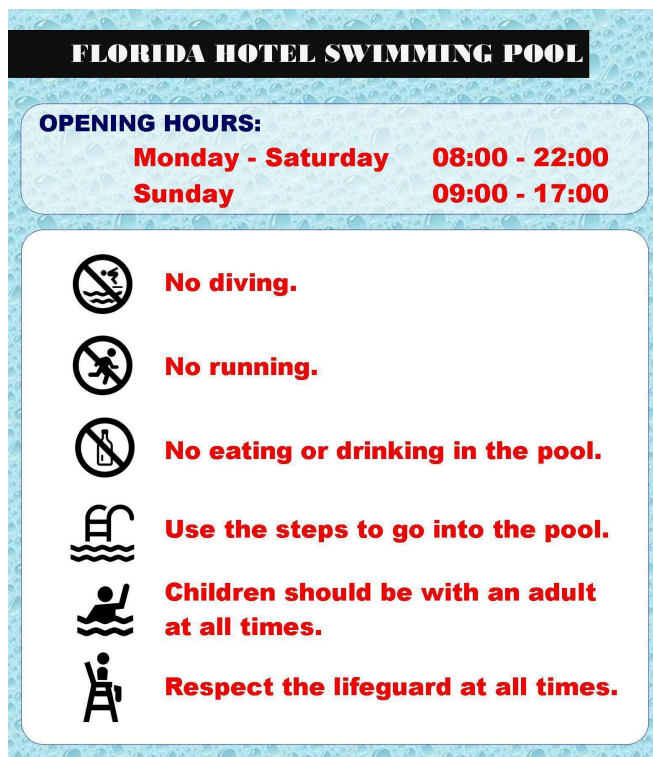 FLORIDA HOTEL SWIMMING POOL
OPENING HOURS:
Monday - Saturday 08:00 - 22:00
Sunday 09:00 - 17:00
No diving.
No running.
No eating or drinking in the pool.
Use the steps to go into the pool.
Children should be with an adult
at all times.
Respect the lifeguard at all times.